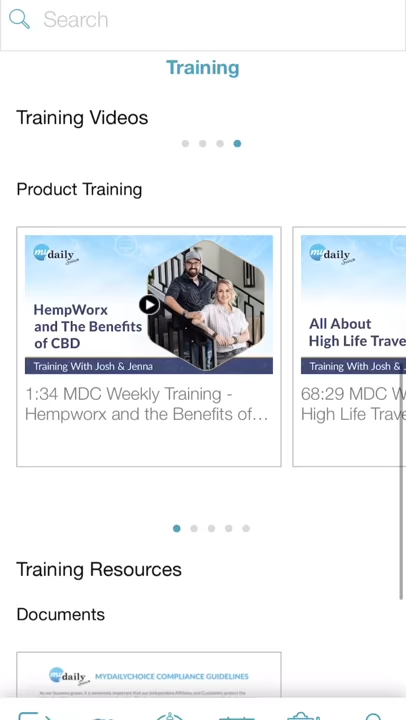 Search
Training
Training Videos
Product Training
my daily Choice
HempWorx
and The Benefits
of CBD
Training With Josh & Jenna
1:34 MDC Weekly Training -
Hempworx and the Benefits of...
my daily
All About
High Life Trave
Training With Josh & J
68:29 MDC W
High Life Trave
Training Resources
Documents
my daily MYDAILYCHOICE COMPLIANCE GUIDELINES